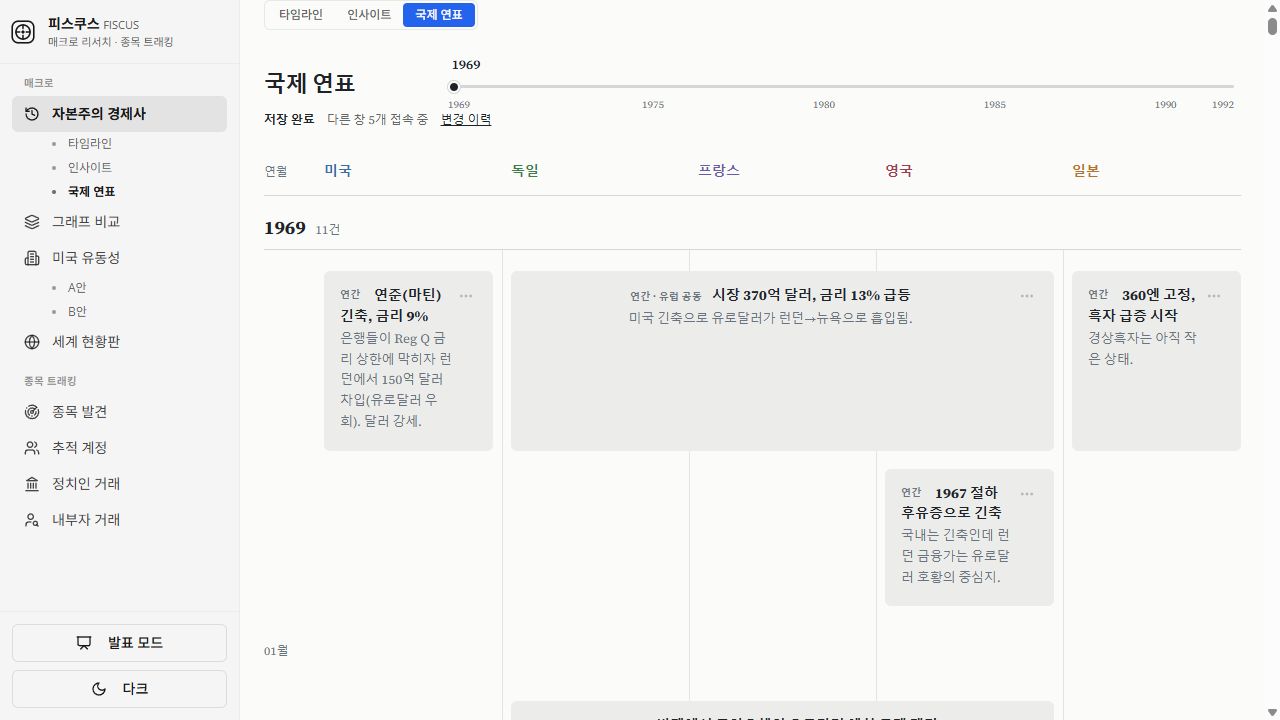 피스쿠스 FISCUS
매크로 리서치 · 종목 트래킹
매크로
자본주의 경제사
타임라인
인사이트
국제 연표
그래프 비교
미국 유동성
A안
B안
세계 현황판
종목 트래킹
종목 발견
추적 계정
정치인 거래
내부자 거래
발표 모드
다크
타임라인 인사이트 국제 연표
국제 연표
1969
1969 1975 1980 1985 1990 1992
저장 완료 다른 창 5개 접속 중 변경 이력
연월 미국 독일 프랑스 영국 일본
1969 11건
연간 연준(마틴)
긴축, 금리 9%
은행들이 Reg Q 금
리 상한에 막히자 런
던에서 150억 달러
차입(유로달러 우
회). 달러 강세.
연간 · 유럽 공동 시장 370억 달러, 금리 13% 급등
미국 긴축으로 유로달러가 런던→뉴욕으로 흡입됨.
연간 360엔 고정,
흑자 급증 시작
경상흑자는 아직 작
은 상태.
연간 1967 절하
후유증으로 긴축
국내는 긴축인데 런
던 금융가는 유로달
러 호황의 중심지.
01월